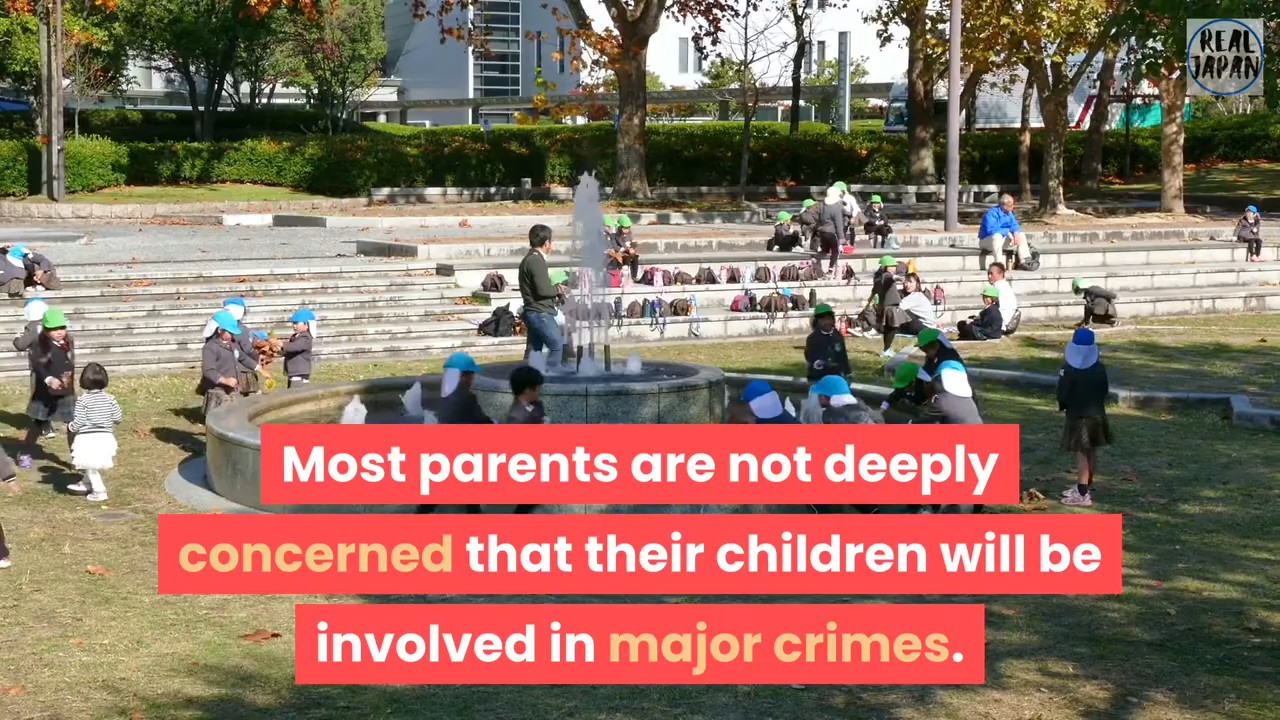 REAL
JAPAN
Most parents are not deeply
concerned that their children will be
involved in major crimes.